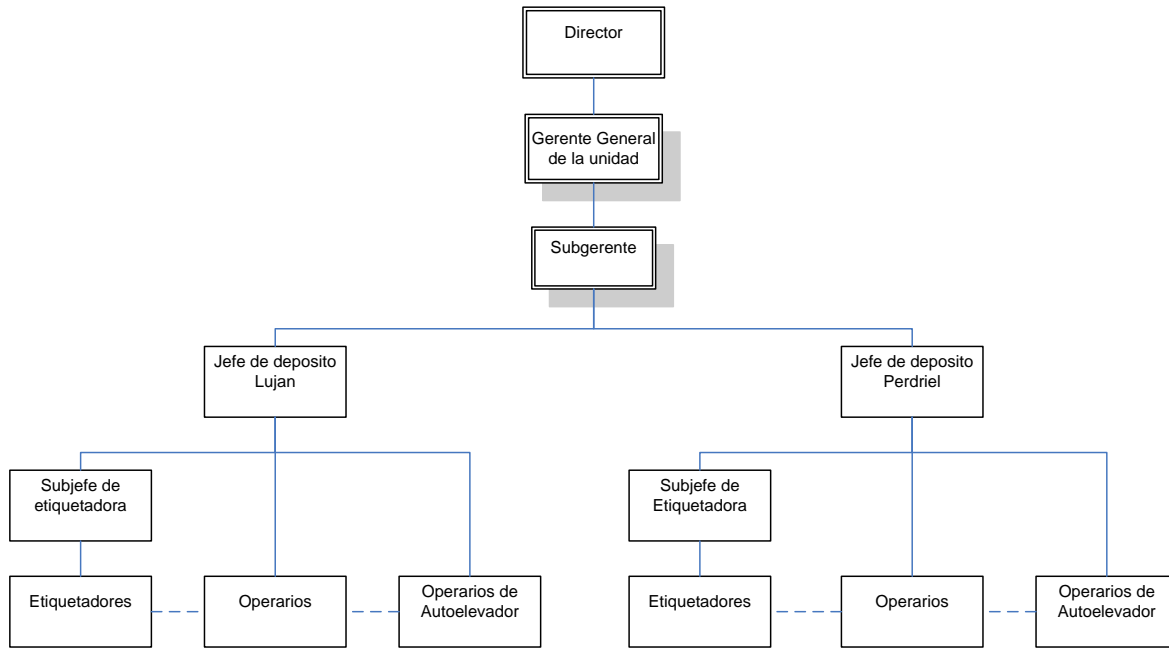 Director
Gerente General
de la unidad
Subgerente
Jefe de deposito
Lujan
Jefe de deposito
Perdriel
Subjefe de
etiquetadora
Subjefe de
Etiquetadora
Etiquetadores
Operarios
Operarios de
Autoelevador
Etiquetadores
Operarios
Operarios de
Autoelevador